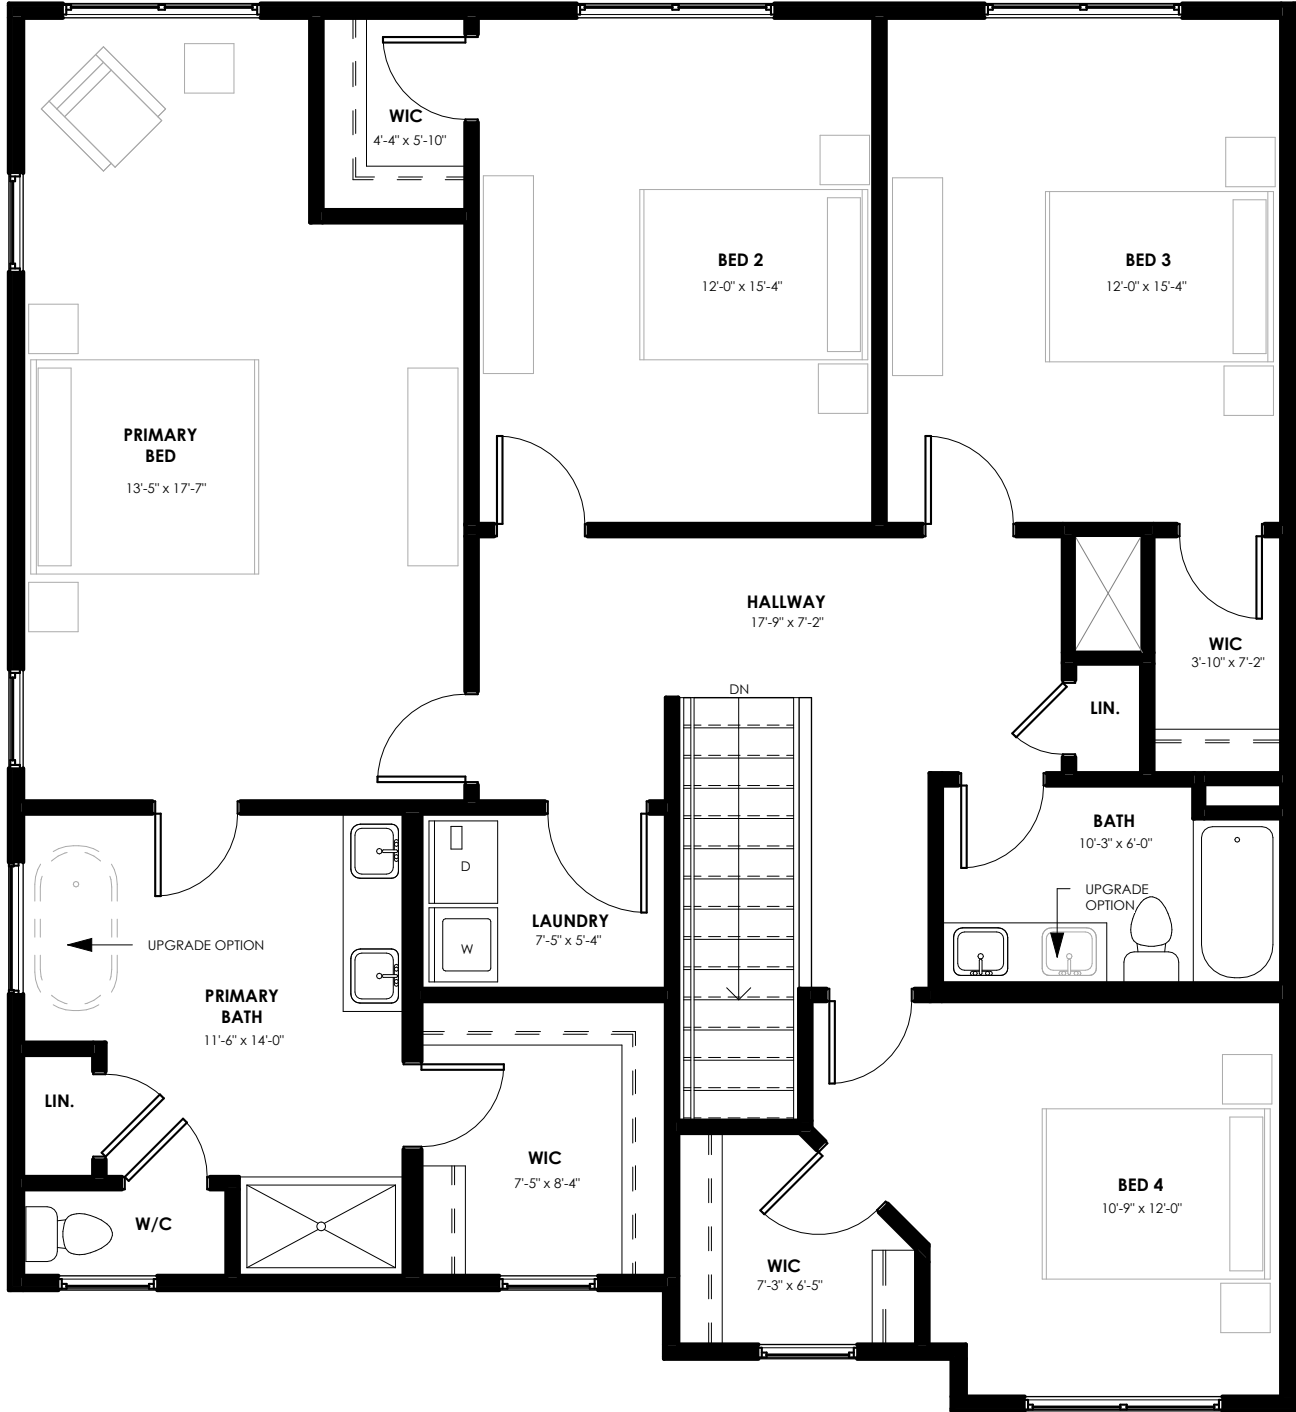 WIC
4'-4" x 5'-10"
BED 2
12'-0" x 15'-4"
BED 3
12'-0" x 15'-4"
PRIMARY
BED
13'-5" x 17'-7"
HALLWAY
17'-9" x 7'-2"
WIC
3'-10" x 7'-2"
DN
LIN.
BATH
10'-3" x 6'-0"
D
UPGRADE
OPTION
LAUNDRY
7'-5" x 5'-4"
W
UPGRADE OPTION
PRIMARY
BATH
11'-6" x 14'-0"
LIN.
WIC
7'-5" x 8'-4"
BED 4
10'-9" x 12'-0"
W/C
WIC
7'-3" x 6'-5"